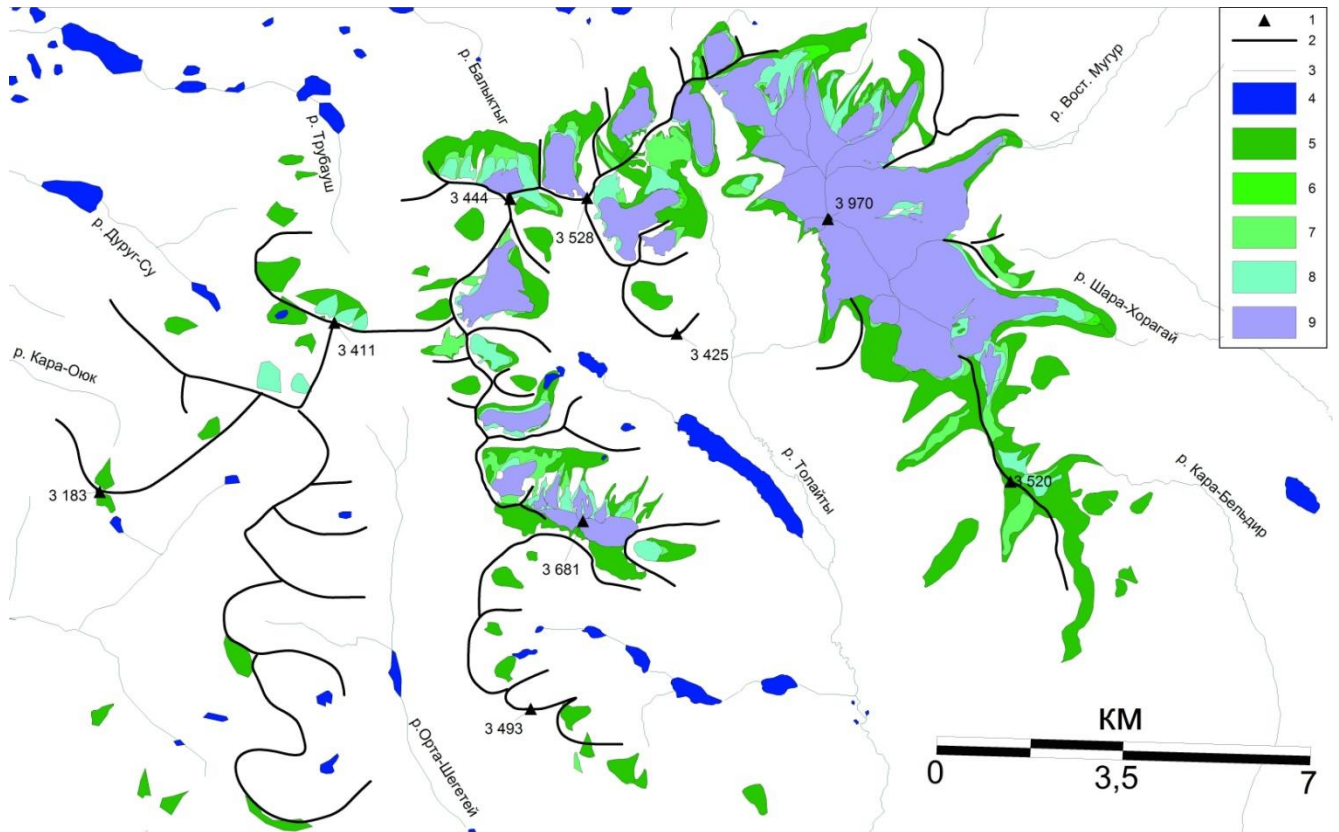 1
2
3
4
5
6
7
8
9
р. Балыктыг
р. Вост. Мугур
р. Трубауш
р. Дуруг-Су
3 444
3 528
3 970
р. Шара-Хорагай
3 411
3 425
р. Кара-Оюк
р. Толайты
р. Кара-Бельдир
3 183
3 520
3 681
3 493
р.Орта-Шегетей
км
0
3,5
7